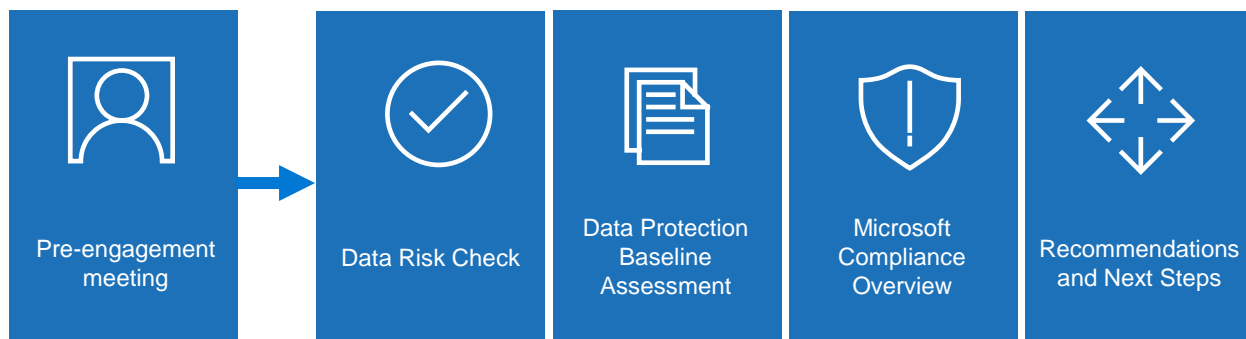 Pre-engagement
meeting
Data Risk Check
Data Protection
Baseline
Assessment
Microsoft
Compliance
Overview
Recommendations
and Next Steps